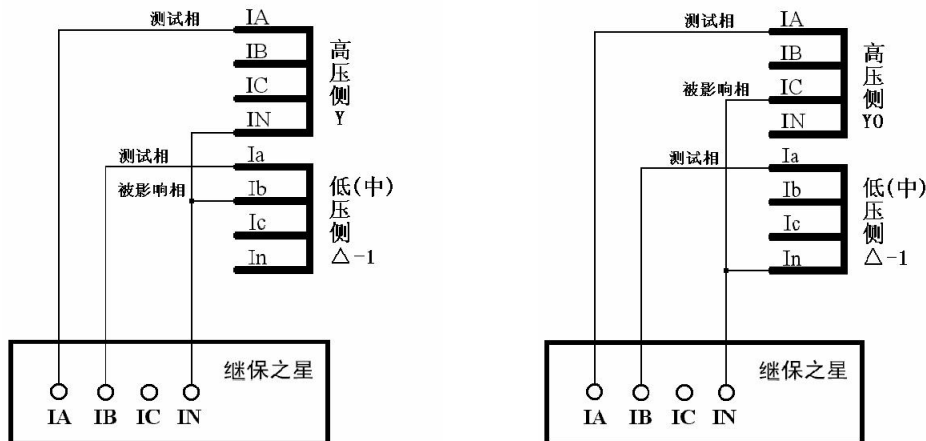 测试相
IA
IB
IC
IN
高压侧
Y
测试相
被影响相
Ia
Ib
Ic
In
低(中)
压
侧
△-1
继保之星
IA IB IC IN
测试相
IA
IB
被影响相
IC
IN
高压侧
Y0
测试相
Ia
Ib
Ic
In
低(中)
压
侧
△-1
继保之星
IA IB IC IN